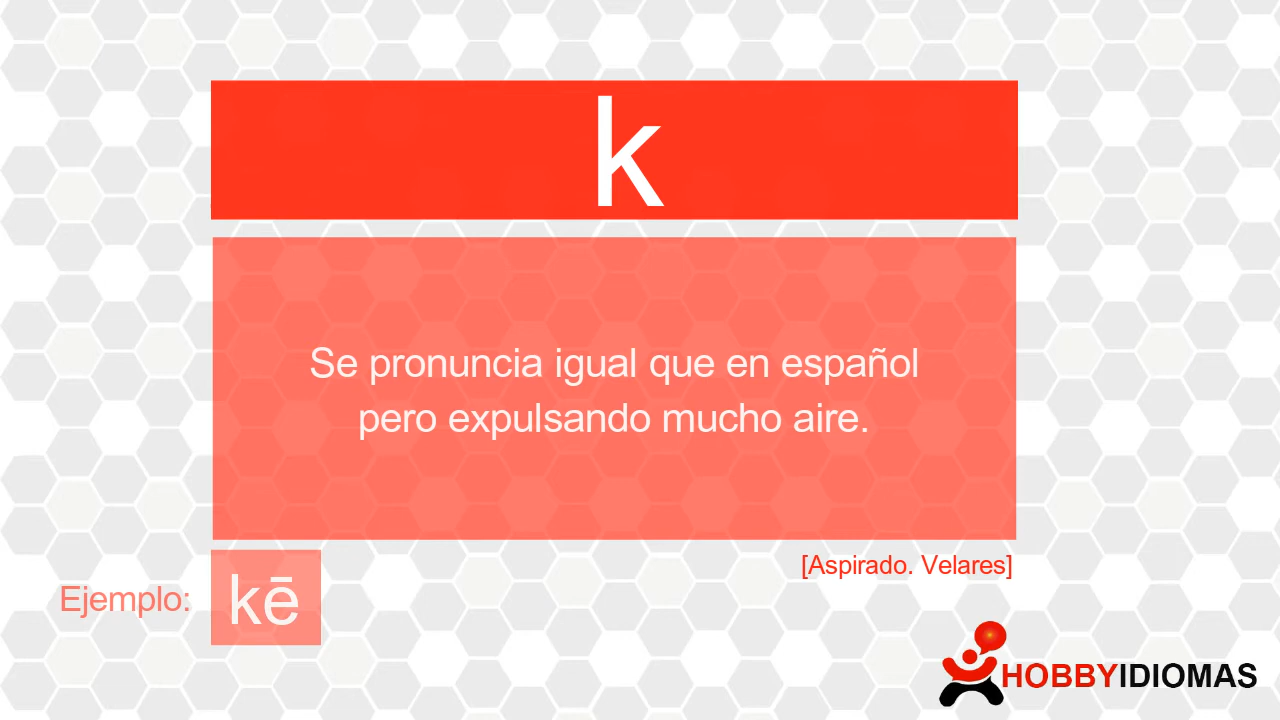 k
Se pronuncia igual que en español
pero expulsando mucho aire.
[Aspirado. Velares]
Ejemplo: kē
HOBBYIDIOMAS